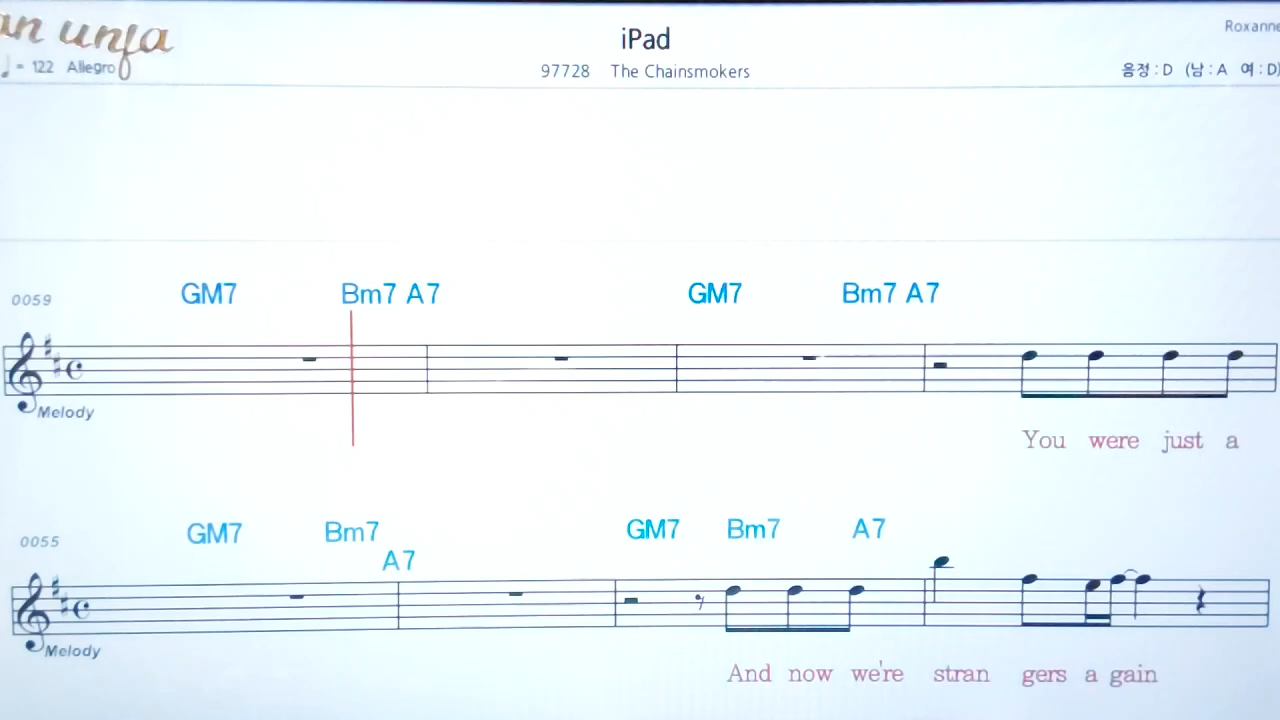 unfa
iPad
Roxanne
= 122 Allegro
97728 The Chainsmokers
음정 : D (남 : A 여 : D)
0059
GM7 Bm7 A7 GM7 Bm7 A7
Melody
You were just a
0055
GM7 Bm7 A7 GM7 Bm7 A7
Melody
And now we're stran gers a gain